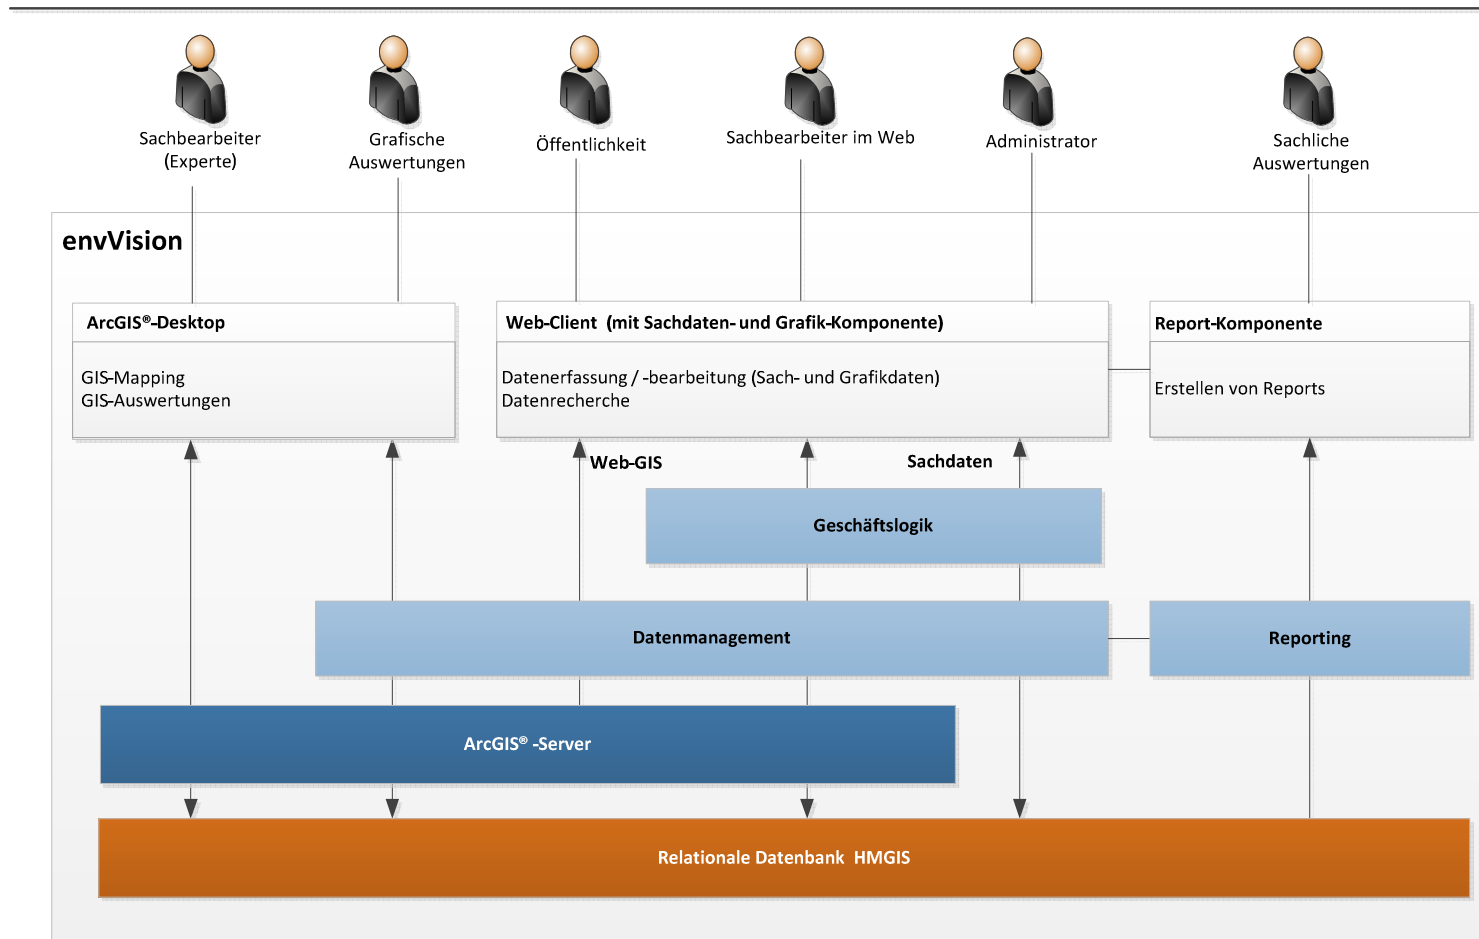 Sachbearbeiter
(Experte)
Grafische
Auswertungen
Öffentlichkeit
Sachbearbeiter im Web
Administrator
Sachliche
Auswertungen
envVision
ArcGIS®-Desktop
GIS-Mapping
GIS-Auswertungen
Web-Client (mit Sachdaten- und Grafik-Komponente)
Datenerfassung / -bearbeitung (Sach- und Grafikdaten)
Datenrecherche
Report-Komponente
Erstellen von Reports
Web-GIS
Sachdaten
Geschäftslogik
Datenmanagement
Reporting
ArcGIS® -Server
Relationale Datenbank HMGIS